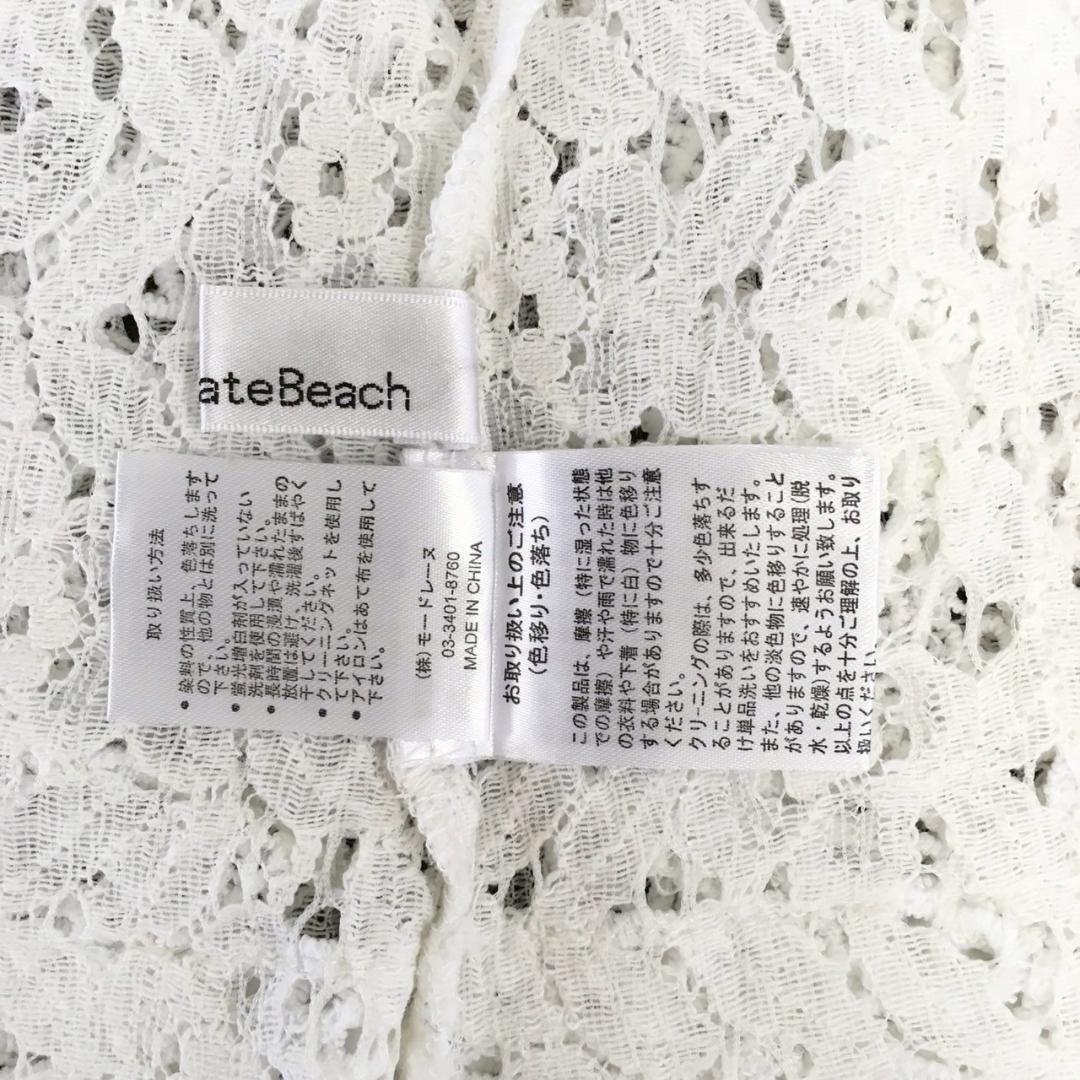 ateBeach
取り扱い方法
● 染料の性質上、色落ちします
ので、他の物とは別に洗って
下さい。
● 蛍光増白剤が入っていない
洗剤を使用して下さい。
● 長時間の浸漬や濡れたままの
放置は避け、洗濯後すばやく
干してください。
● クリーニングネットを使用し
て下さい。
● アイロンはあて布を使用して
下さい。
(株)モードレーヌ
03-3401-8760
MADE IN CHINA
お取り扱い上のご注意
(色移り・色落ち)
この製品は、摩擦(特に湿った状態
での摩擦)や汗や雨で濡れた時は他
の衣料や下着(特に白)物に色移り
する場合がありますので十分ご注意
ください。
クリーニングの際は、多少色落ちす
ることがありますので、出来るだ
け単品洗いをおすすめいたします。
また、他の淡色物に色移りすること
がありますので、速やかに処理(脱
水・乾燥)するようお願い致します。
以上の点を十分ご理解の上、お取り
扱いください。